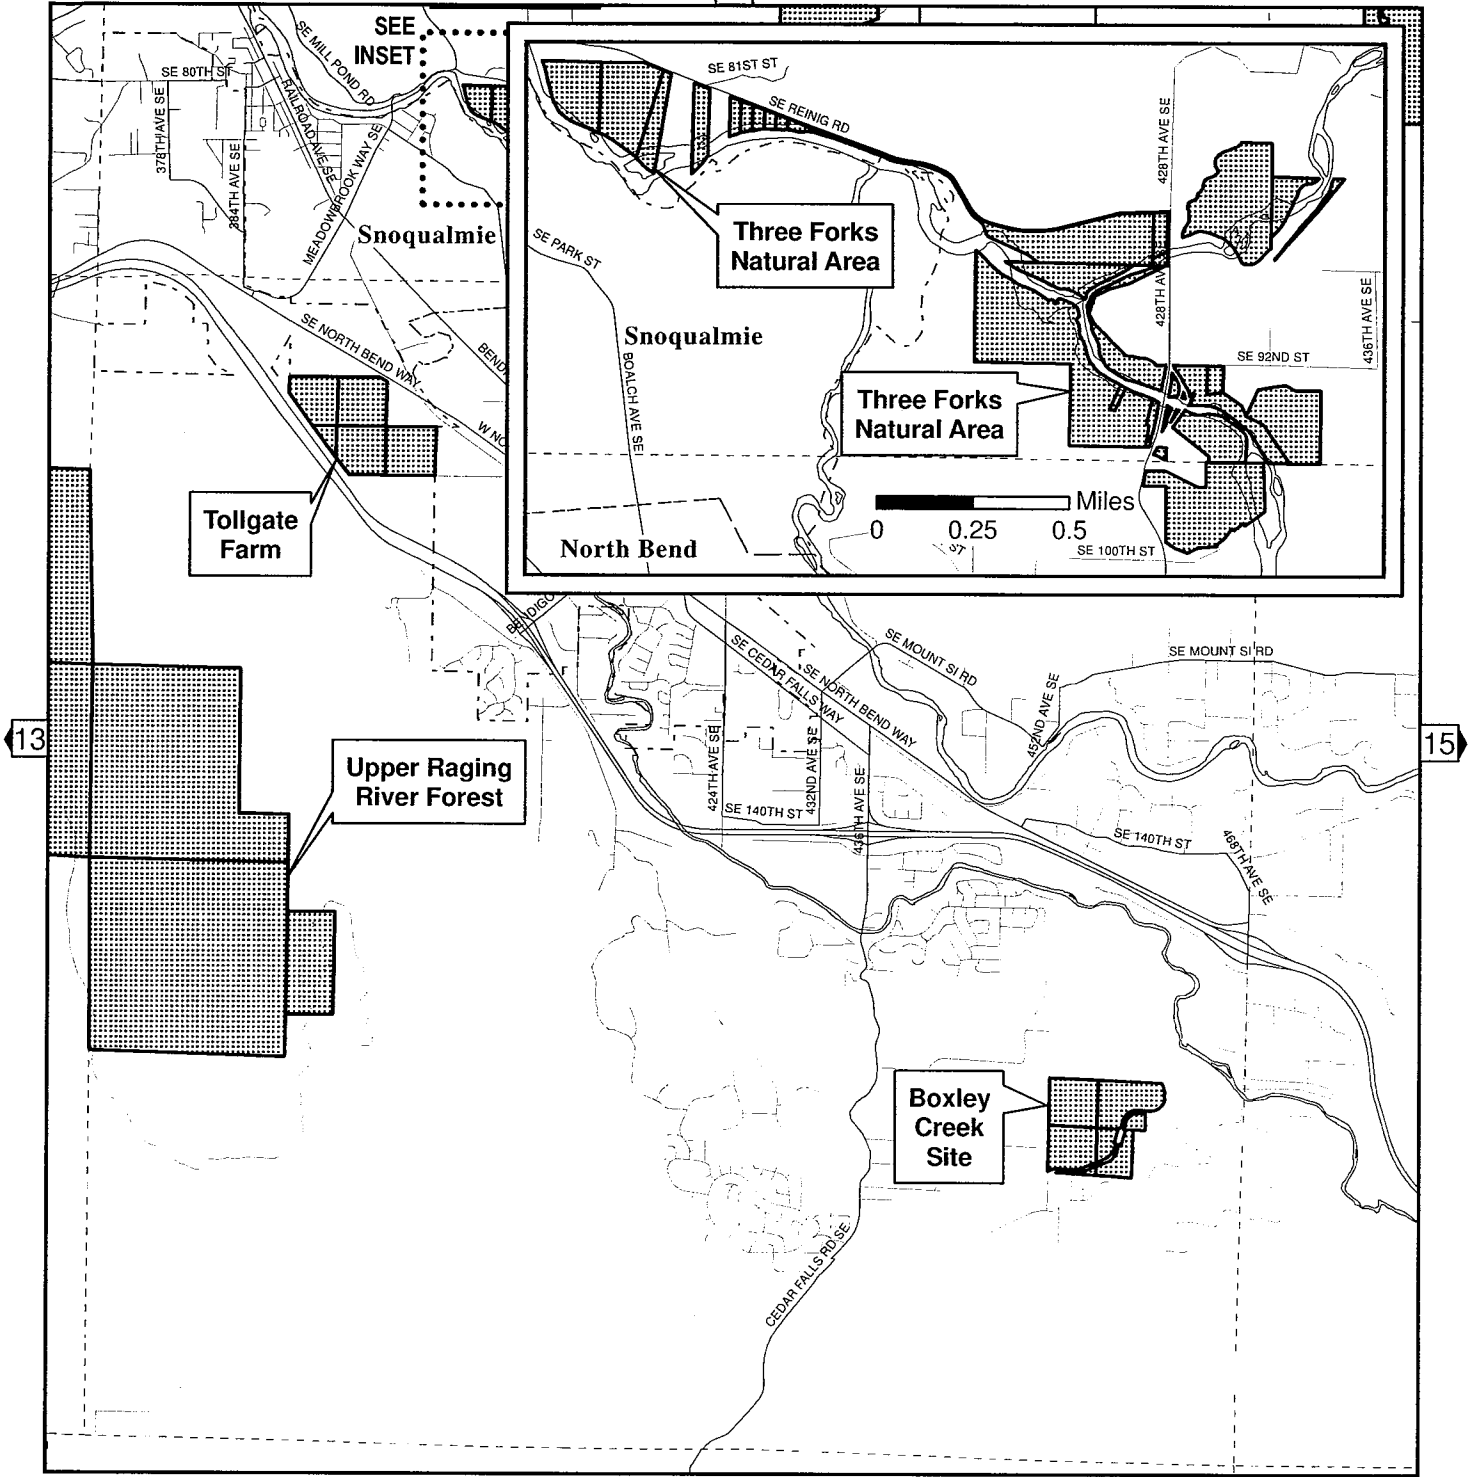 SEE
INSET
SE MILL POND RD
SE 80TH ST
RAILROAD AVE SE
378TH AVE SE
384TH AVE SE
MEADOWBROOK WAY SE
Snoqualmie
SE NORTH BEND WAY
BEND
W NO
SE 81ST ST
SE REINIG RD
428TH AVE SE
Three Forks
Natural Area
SE PARK ST
Snoqualmie
BOALCH AVE SE
428TH AVE SE
436TH AVE SE
SE 92ND ST
Three Forks
Natural Area
Miles
0 0.25 0.5
North Bend
ST
SE 100TH ST
Tollgate
Farm
BENDIGO
SE MOUNT SI RD
SE MOUNT SI RD
SE CEDAR FALLS WAY
SE NORTH BEND WAY
452ND AVE SE
13
15
Upper Raging
River Forest
424TH AVE SE
432ND AVE SE
436TH AVE SE
SE 140TH ST
SE 140TH ST
468TH AVE SE
Boxley
Creek
Site
CEDAR FALLS RD SE